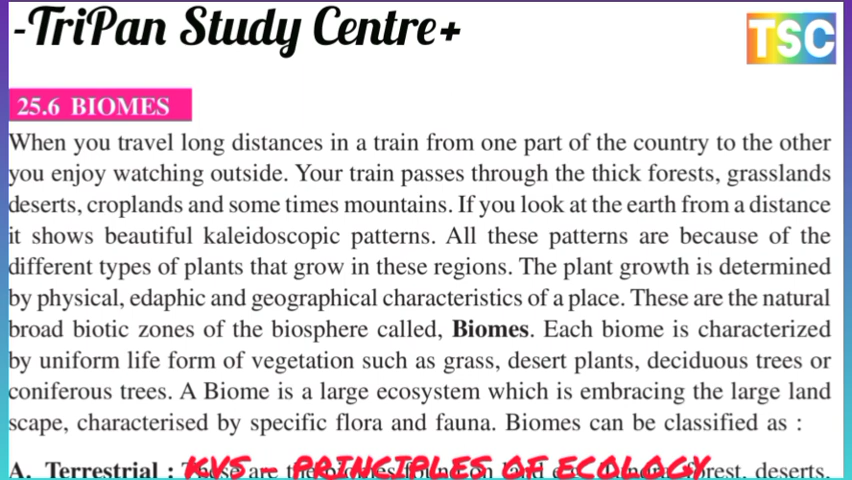 -TriPan Study Centre+
TSC
25.6 BIOMES
When you travel long distances in a train from one part of the country to the other
you enjoy watching outside. Your train passes through the thick forests, grasslands
deserts, croplands and some times mountains. If you look at the earth from a distance
it shows beautiful kaleidoscopic patterns. All these patterns are because of the
different types of plants that grow in these regions. The plant growth is determined
by physical, edaphic and geographical characteristics of a place. These are the natural
broad biotic zones of the biosphere called, Biomes. Each biome is characterized
by uniform life form of vegetation such as grass, desert plants, deciduous trees or
coniferous trees. A Biome is a large ecosystem which is embracing the large land
scape, characterised by specific flora and fauna. Biomes can be classified as :
A. Terrestrial : These are the found on land deserts,
KVS - PRINCIPLES OF ECOLOGY